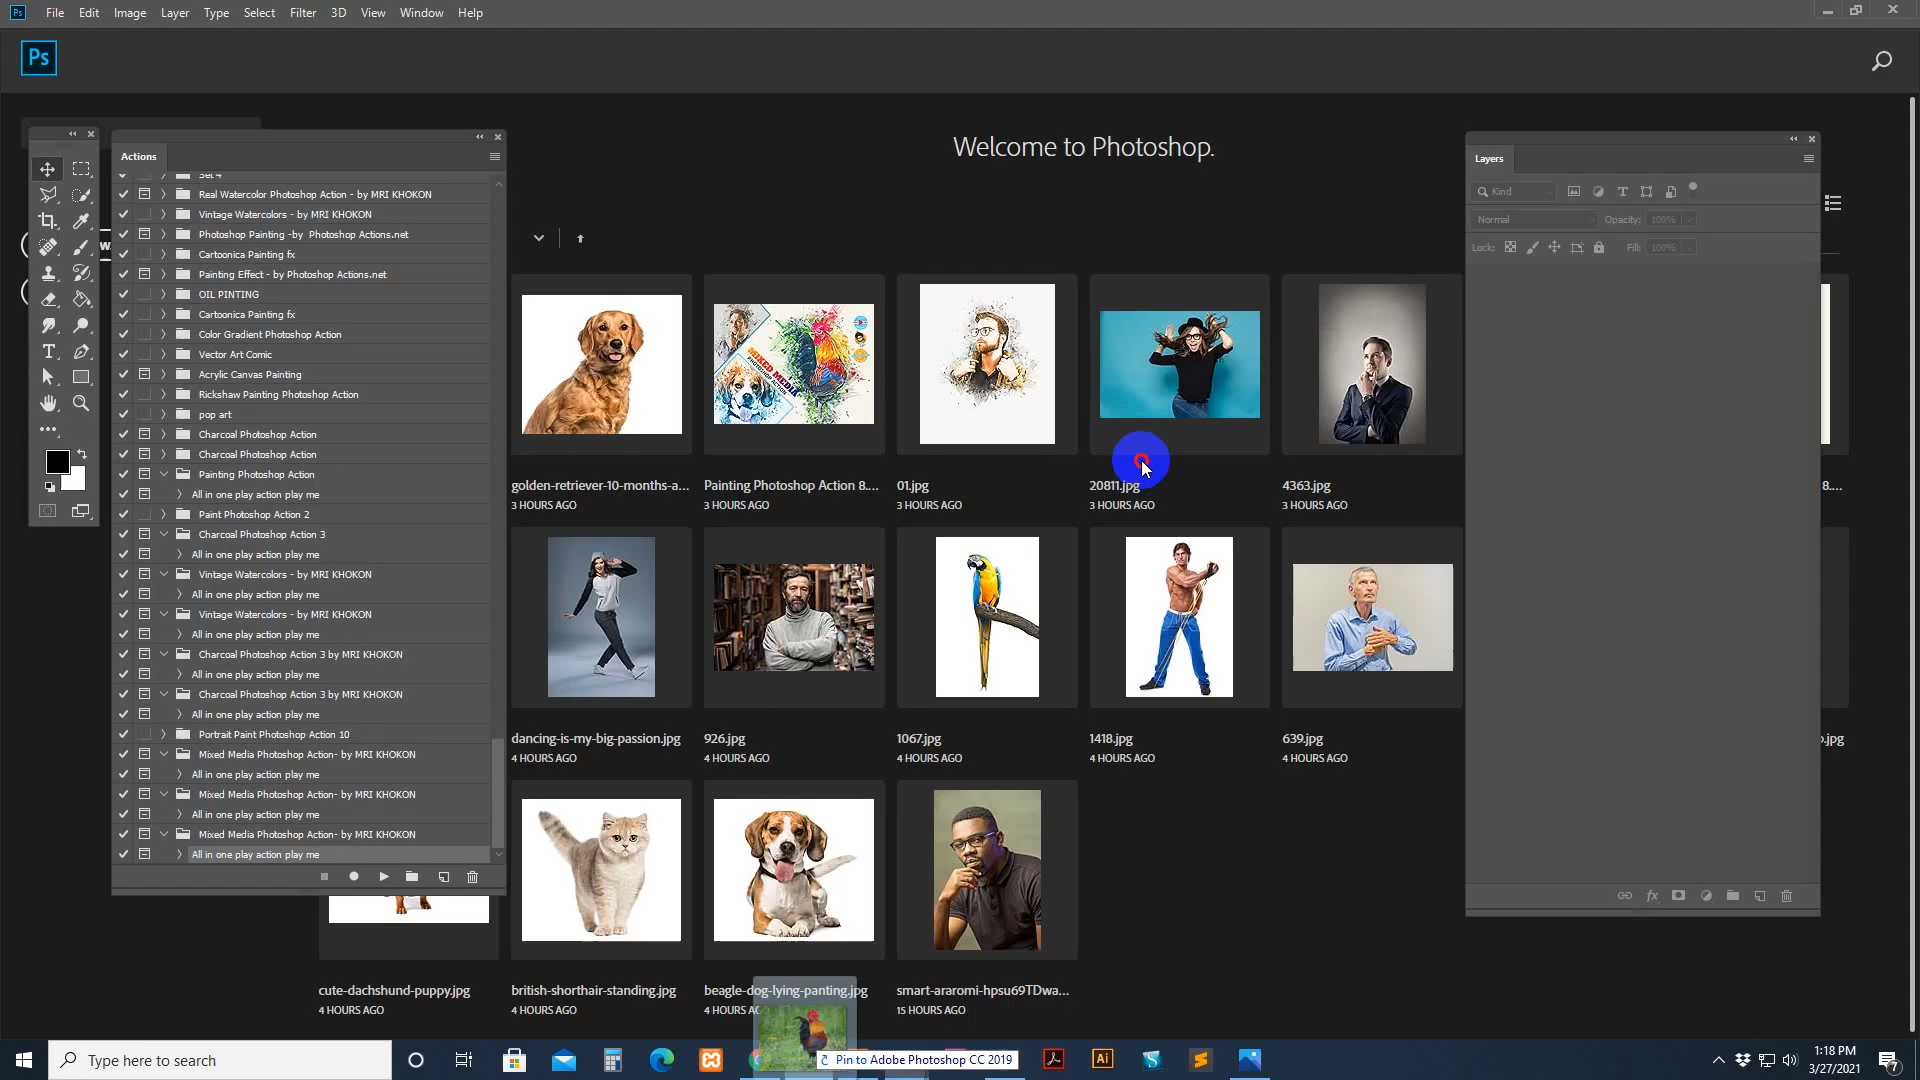 Ps File Edit Image Layer Type Select Filter 3D View Window Help
Ps
Welcome to Photoshop.
Actions
Set 4
Real Watercolor Photoshop Action - by MRI KHOKON
Vintage Watercolors - by MRI KHOKON
Photoshop Painting -by Photoshop Actions.net
Cartoonica Painting fx
Painting Effect - by Photoshop Actions.net
OIL PINTING
Cartoonica Painting fx
Color Gradient Photoshop Action
Vector Art Comic
Acrylic Canvas Painting
Rickshaw Painting Photoshop Action
pop art
Charcoal Photoshop Action
Charcoal Photoshop Action
Painting Photoshop Action
All in one play action play me
Paint Photoshop Action 2
Charcoal Photoshop Action 3
All in one play action play me
Vintage Watercolors - by MRI KHOKON
All in one play action play me
Vintage Watercolors - by MRI KHOKON
All in one play action play me
Charcoal Photoshop Action 3 by MRI KHOKON
All in one play action play me
Charcoal Photoshop Action 3 by MRI KHOKON
All in one play action play me
Portrait Paint Photoshop Action 10
Mixed Media Photoshop Action- by MRI KHOKON
All in one play action play me
Mixed Media Photoshop Action- by MRI KHOKON
All in one play action play me
Mixed Media Photoshop Action- by MRI KHOKON
All in one play action play me
MIXED MEDIA
golden-retriever-10-months-a... Painting Photoshop Action 8.... 01.jpg 20811.jpg 4363.jpg 8....
3 HOURS AGO 3 HOURS AGO 3 HOURS AGO 3 HOURS AGO 3 HOURS AGO
dancing-is-my-big-passion.jpg 926.jpg 1067.jpg 1418.jpg 639.jpg .jpg
4 HOURS AGO 4 HOURS AGO 4 HOURS AGO 4 HOURS AGO 4 HOURS AGO
cute-dachshund-puppy.jpg british-shorthair-standing.jpg beagle-dog-lying-panting.jpg smart-araromi-hpsu69TDwa...
4 HOURS AGO 4 HOURS AGO 4 HOURS AGO 15 HOURS AGO
Layers
Kind
Normal Opacity: 100%
Lock: Fill: 100%
fx
Type here to search
Pin to Adobe Photoshop CC 2019
Ai
1:18 PM
3/27/2021
7